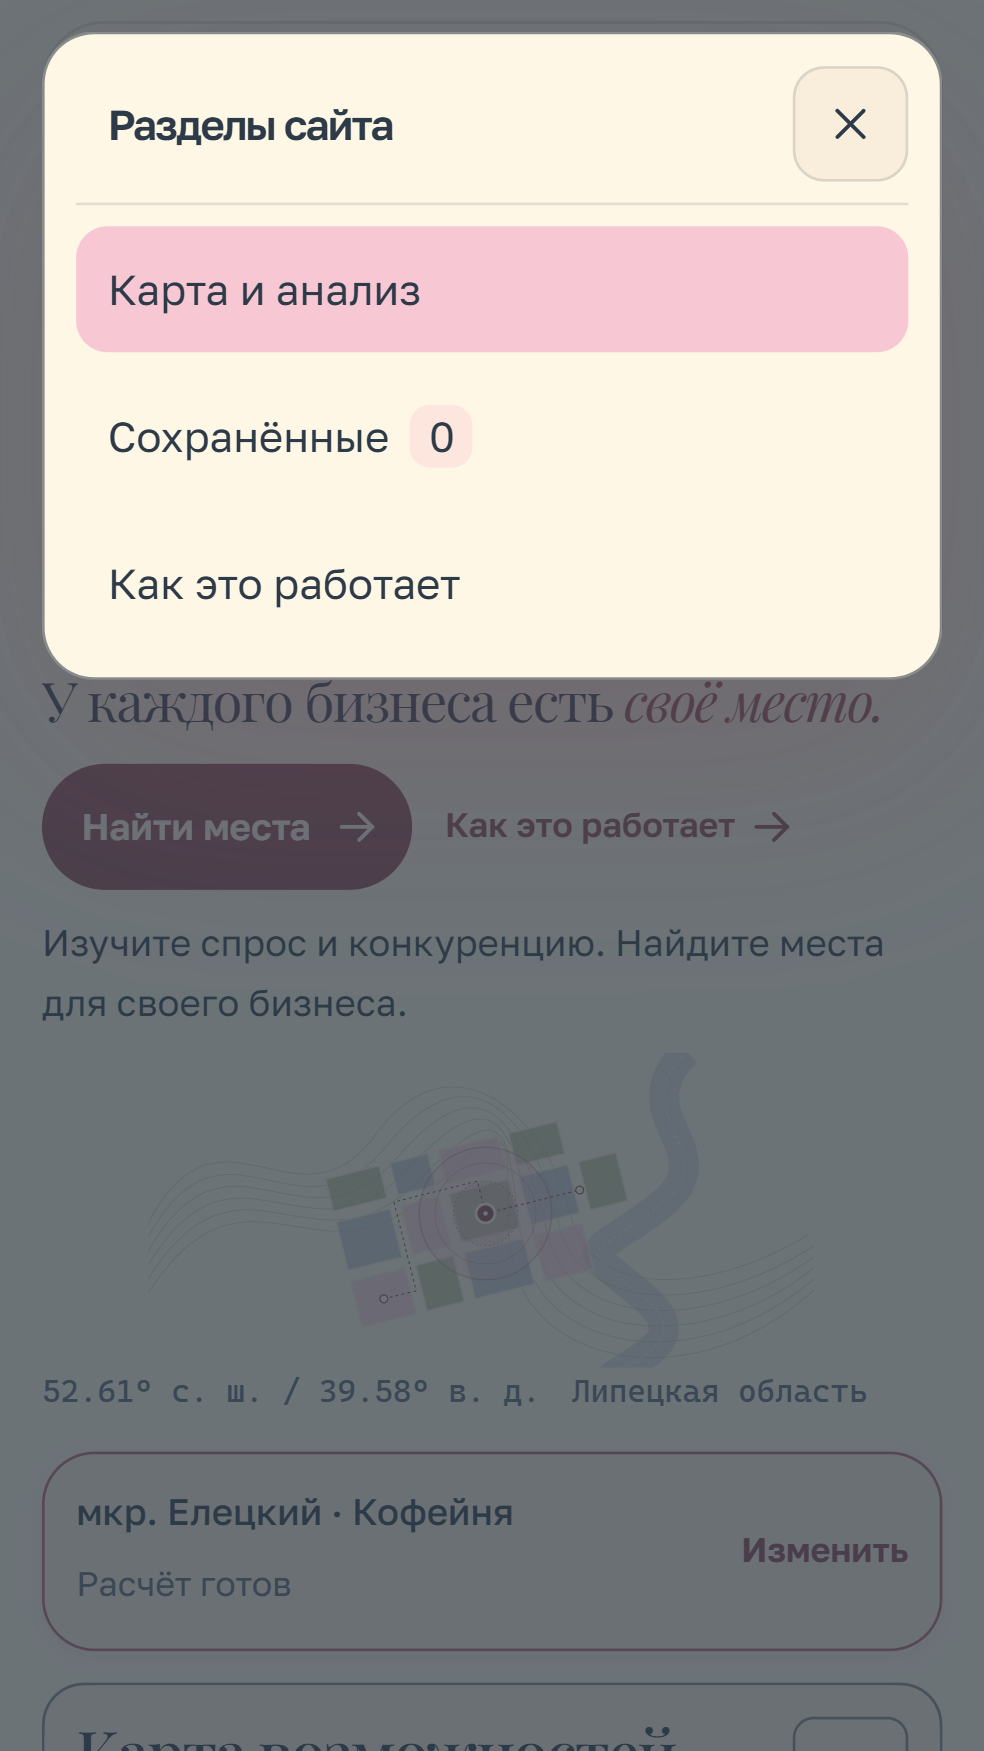 Разделы сайта
Карта и анализ
Сохранённые 0
Как это работает
У каждого бизнеса есть своё место.
Найти места → Как это работает →
Изучите спрос и конкуренцию. Найдите места
для своего бизнеса.
52.61° с. ш. / 39.58° в. д. Липецкая область
мкр. Елецкий · Кофейня
Изменить
Расчёт готов
Карта возможностей